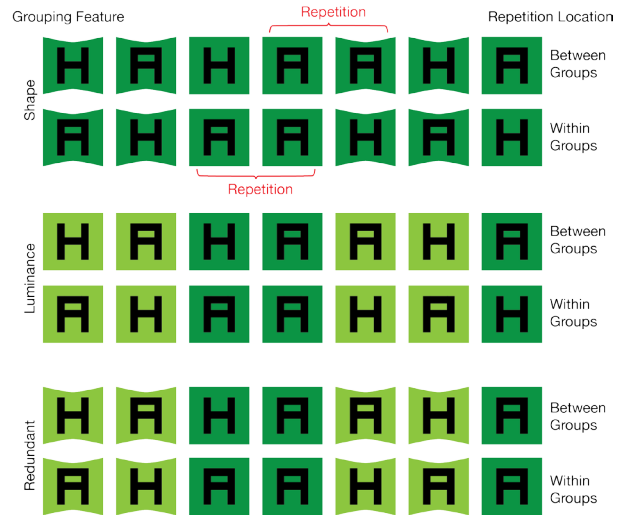 Grouping Feature Repetition Repetition Location
Shape
H A H A A H A Between Groups
A H A A H A H Within Groups
Repetition
Luminance
H A H A A H A Between Groups
A H A A H A H Within Groups
Redundant
H A H A A H A Between Groups
A H A A H A H Within Groups